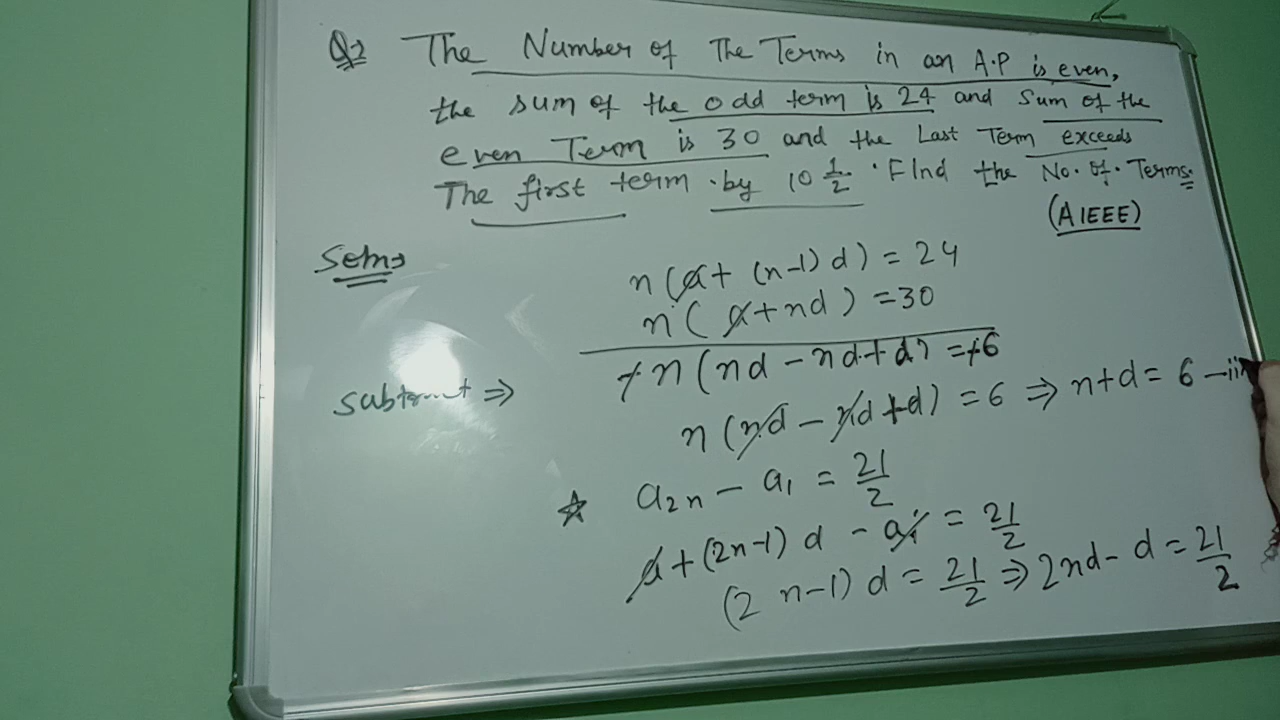 Q2 The Number of The Terms in an A.P is even,
the sum of the odd term is 24 and Sum of the
even Term is 30 and the Last Term exceeds
The first term by 10 1/2 . FInd the No. of. Terms.
(AIEEE)
n(a+ (n-1) d) = 24
n( a+nd) =30
subtract ⇒ +n(nd - nd+d) =+6
n(nd - nd+d) = 6 ⇒ n+d = 6 -iii
☆ a2n - a1 = 21/2
a+(2n-1) d - a1 = 21/2
(2n-1) d = 21/2 ⇒ 2nd - d = 21/2